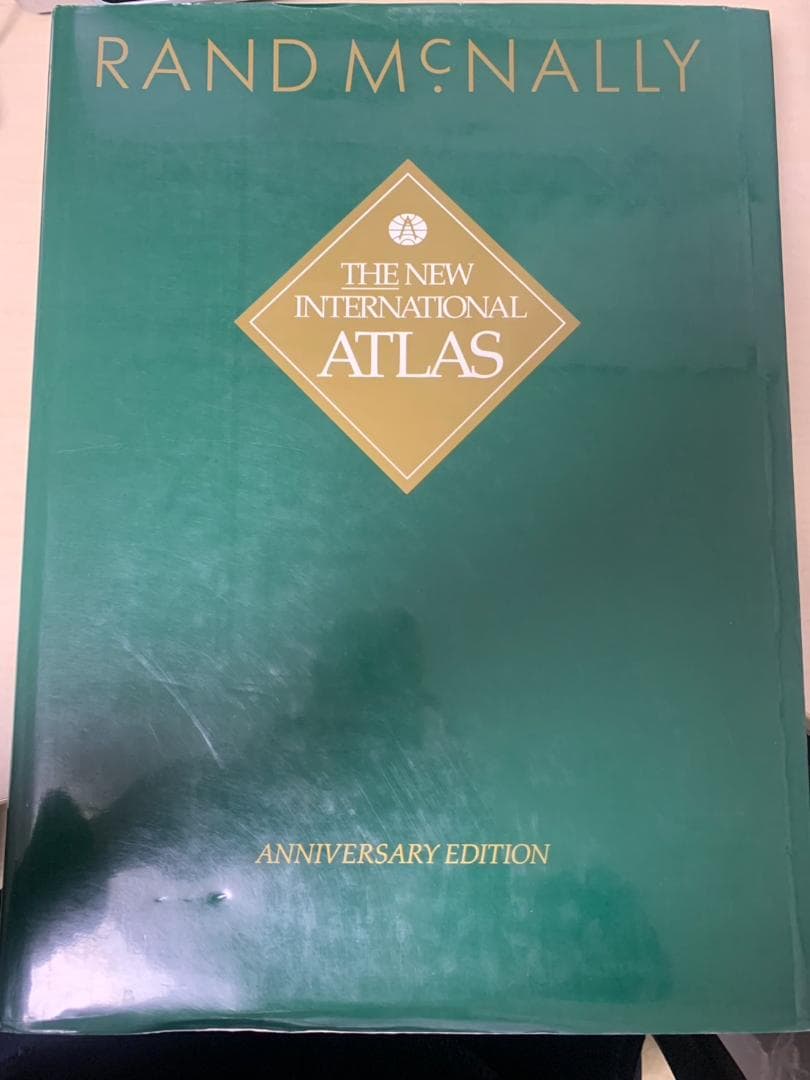 RAND McNALLY
THE NEW
INTERNATIONAL
ATLAS
ANNIVERSARY EDITION